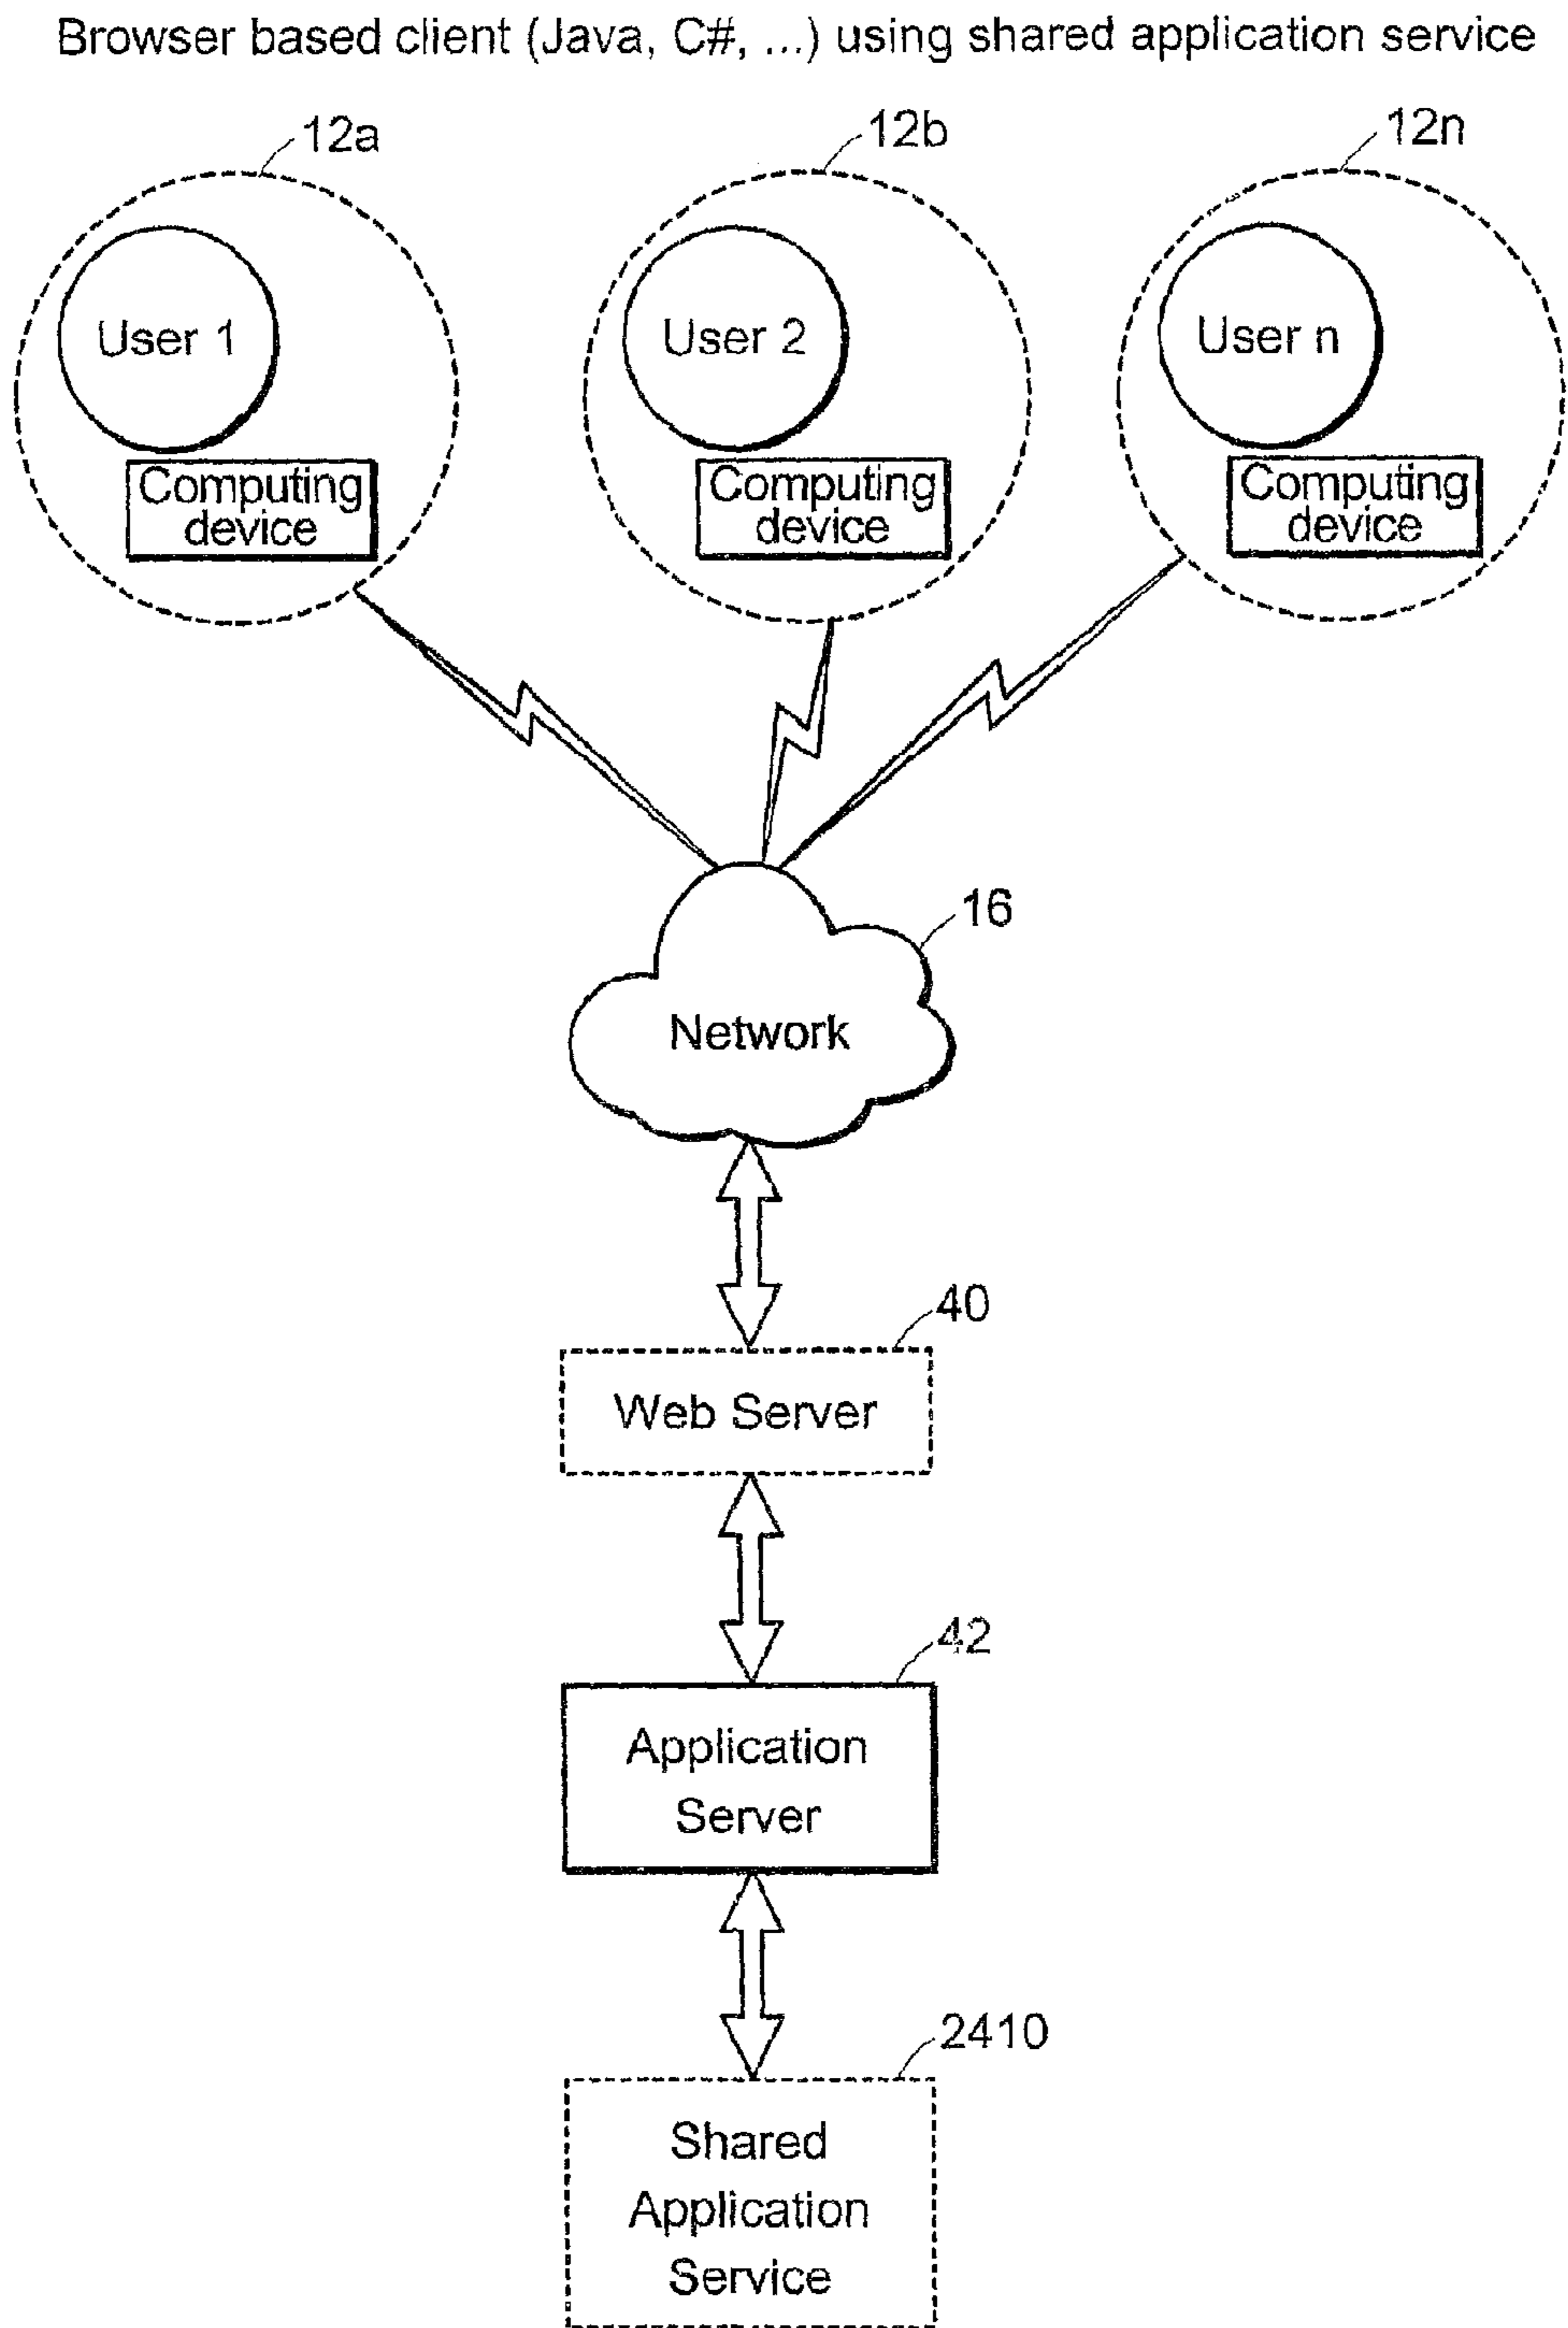 Browser based client (Java, C#, ...) using shared application service
12a
12b
12n
User 1
User 2
User n
Computing
device
Computing
device
Computing
device
16
Network
40
Web Server
42
Application
Server
2410
Shared
Application
Service